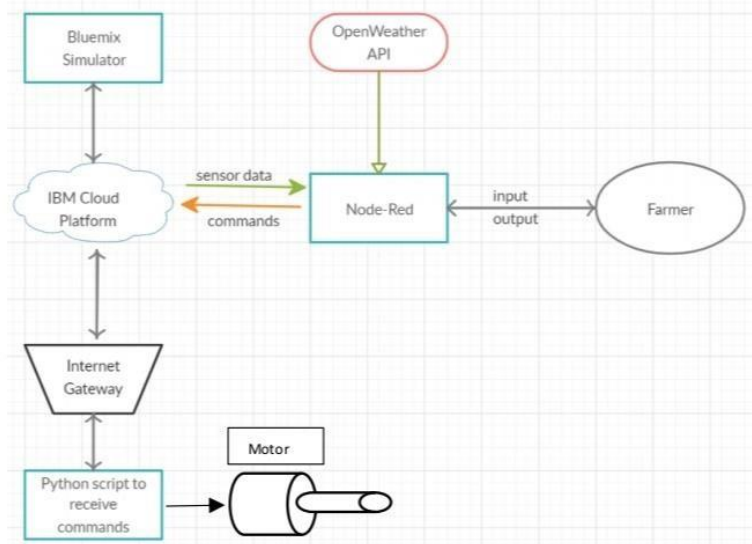 Bluemix
Simulator
OpenWeather
API
sensor data
IBM Cloud
Platform
commands
Node-Red
input
output
Farmer
Internet
Gateway
Motor
Python script to
receive
commands